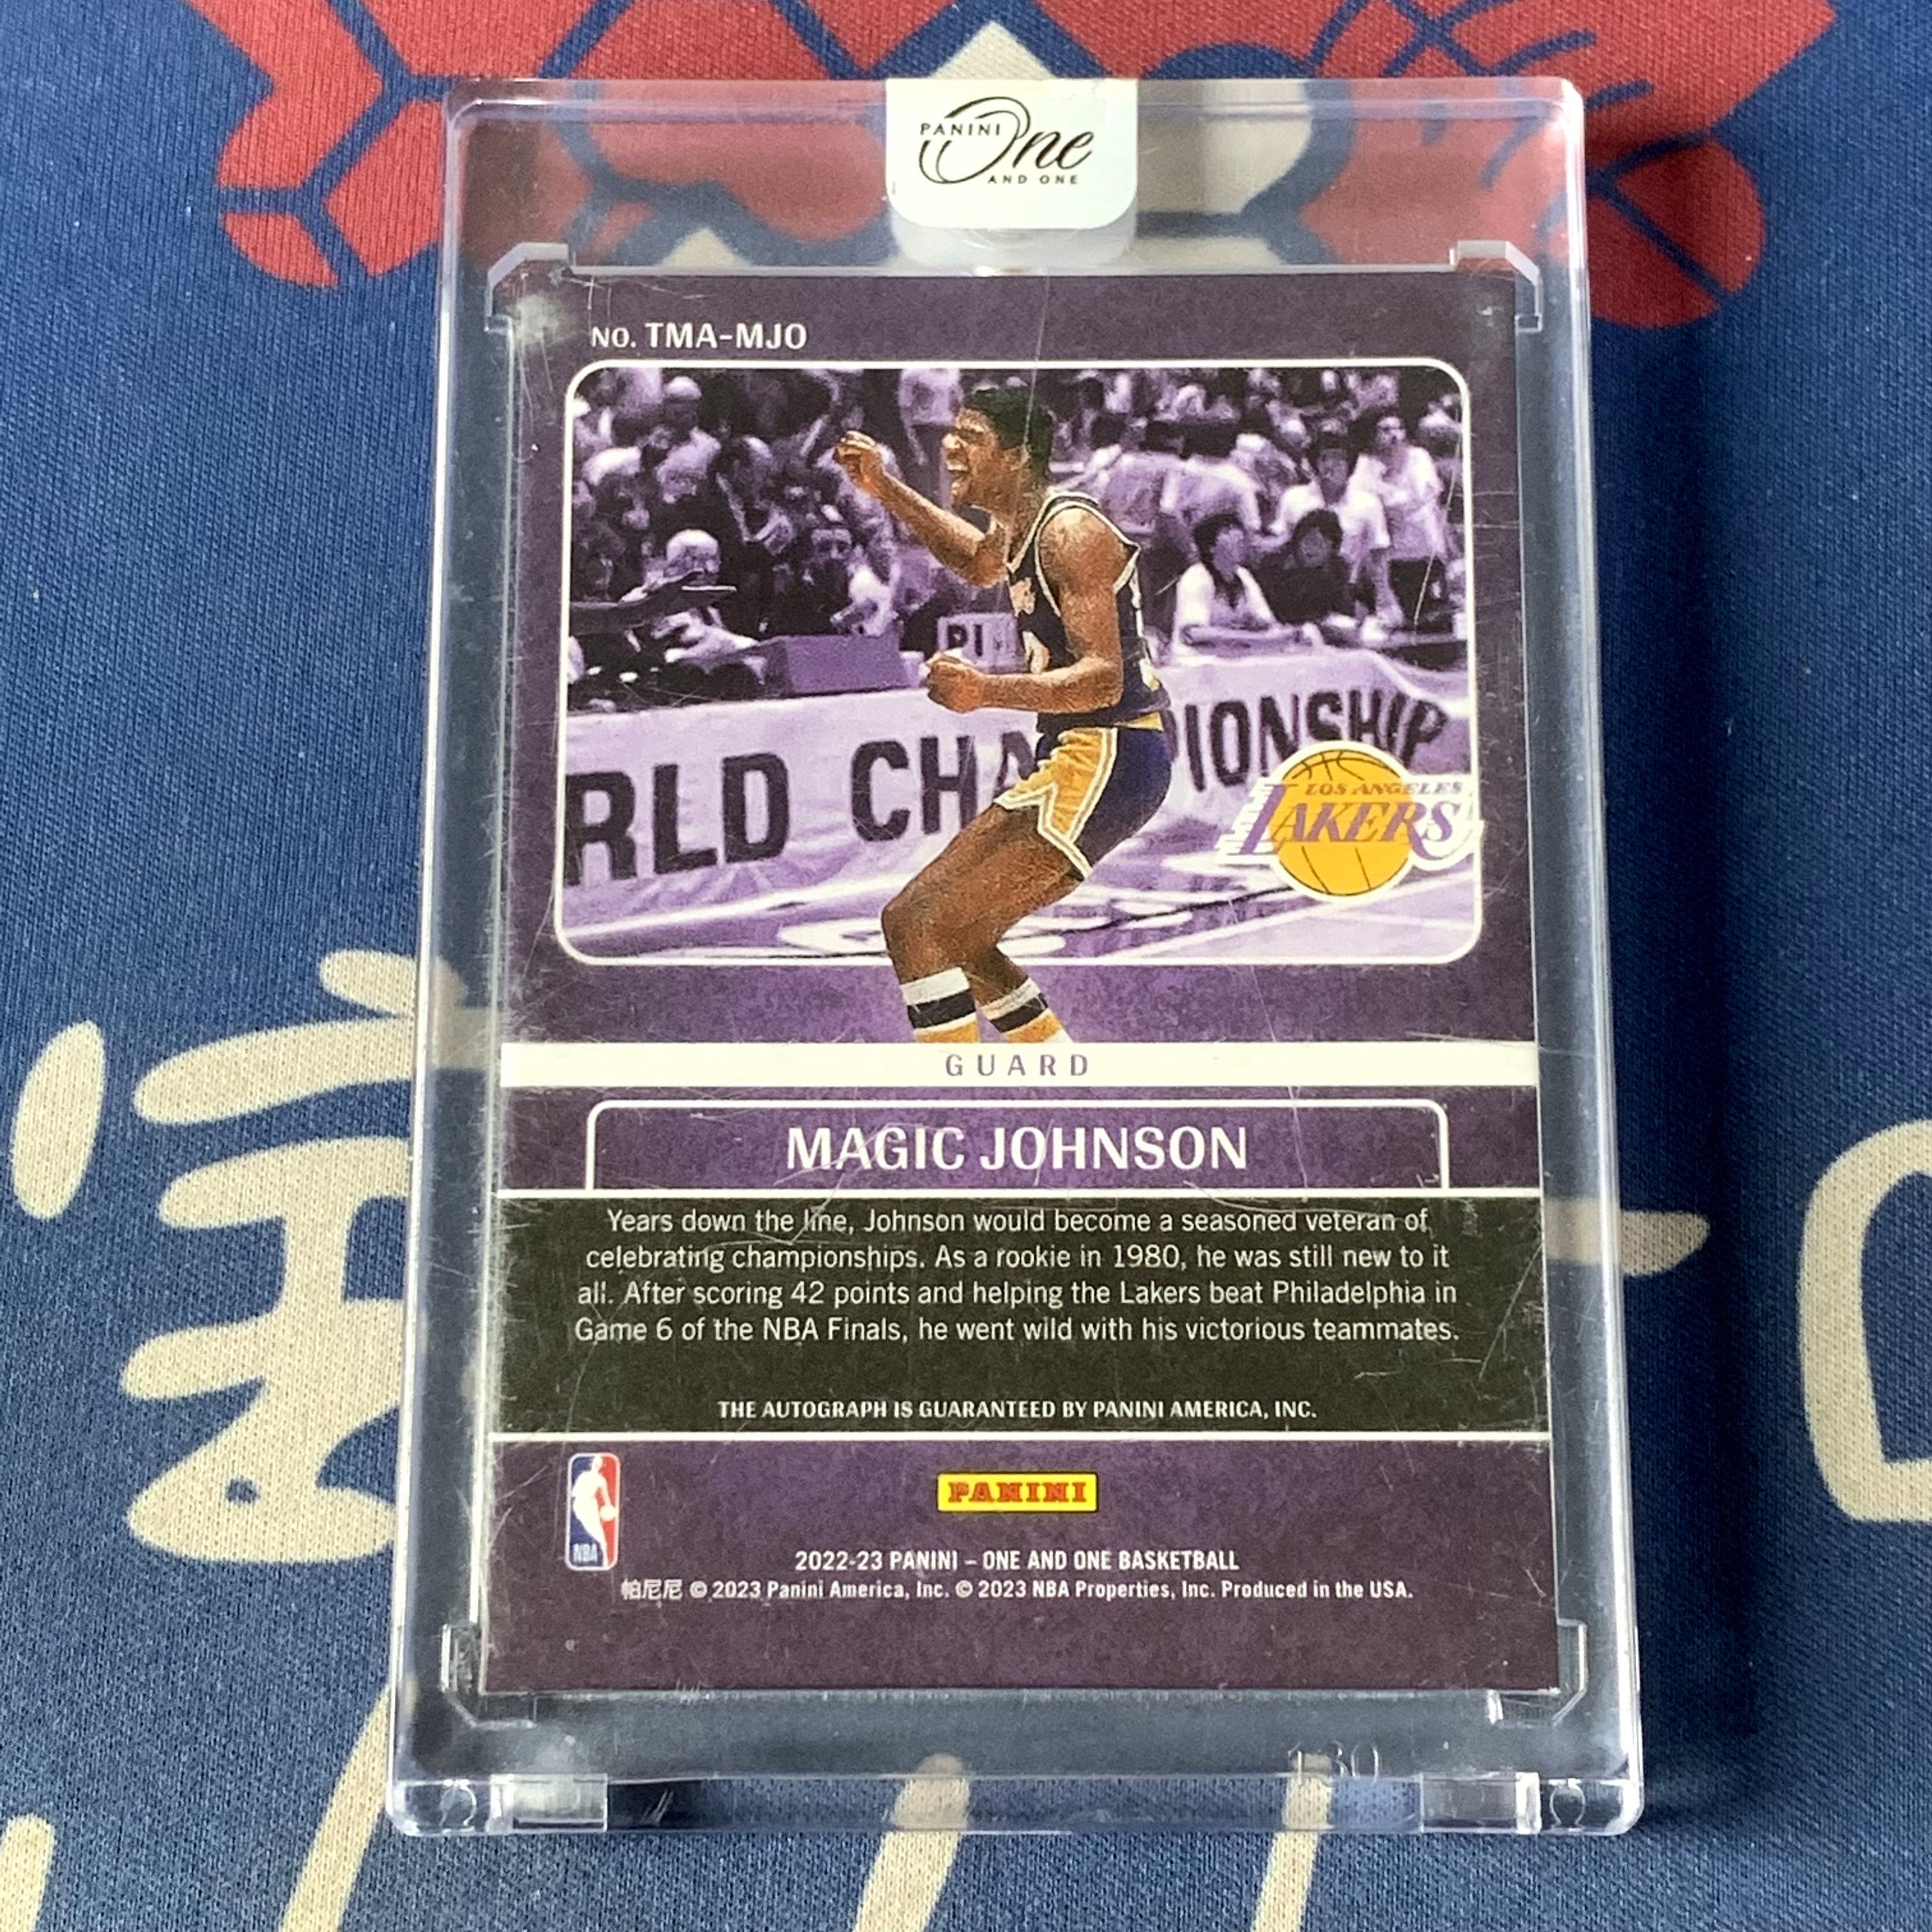 PANINI
One
AND ONE
NO. TMA-MJO
RLD CHA PIONSHIP
LOS ANGELES
LAKERS
GUARD
MAGIC JOHNSON
Years down the line, Johnson would become a seasoned veteran of
celebrating championships. As a rookie in 1980, he was still new to it
all. After scoring 42 points and helping the Lakers beat Philadelphia in
Game 6 of the NBA Finals, he went wild with his victorious teammates.
THE AUTOGRAPH IS GUARANTEED BY PANINI AMERICA, INC.
NBA
PANINI
2022-23 PANINI – ONE AND ONE BASKETBALL
帕尼尼 © 2023 Panini America, Inc. © 2023 NBA Properties, Inc. Produced in the USA.